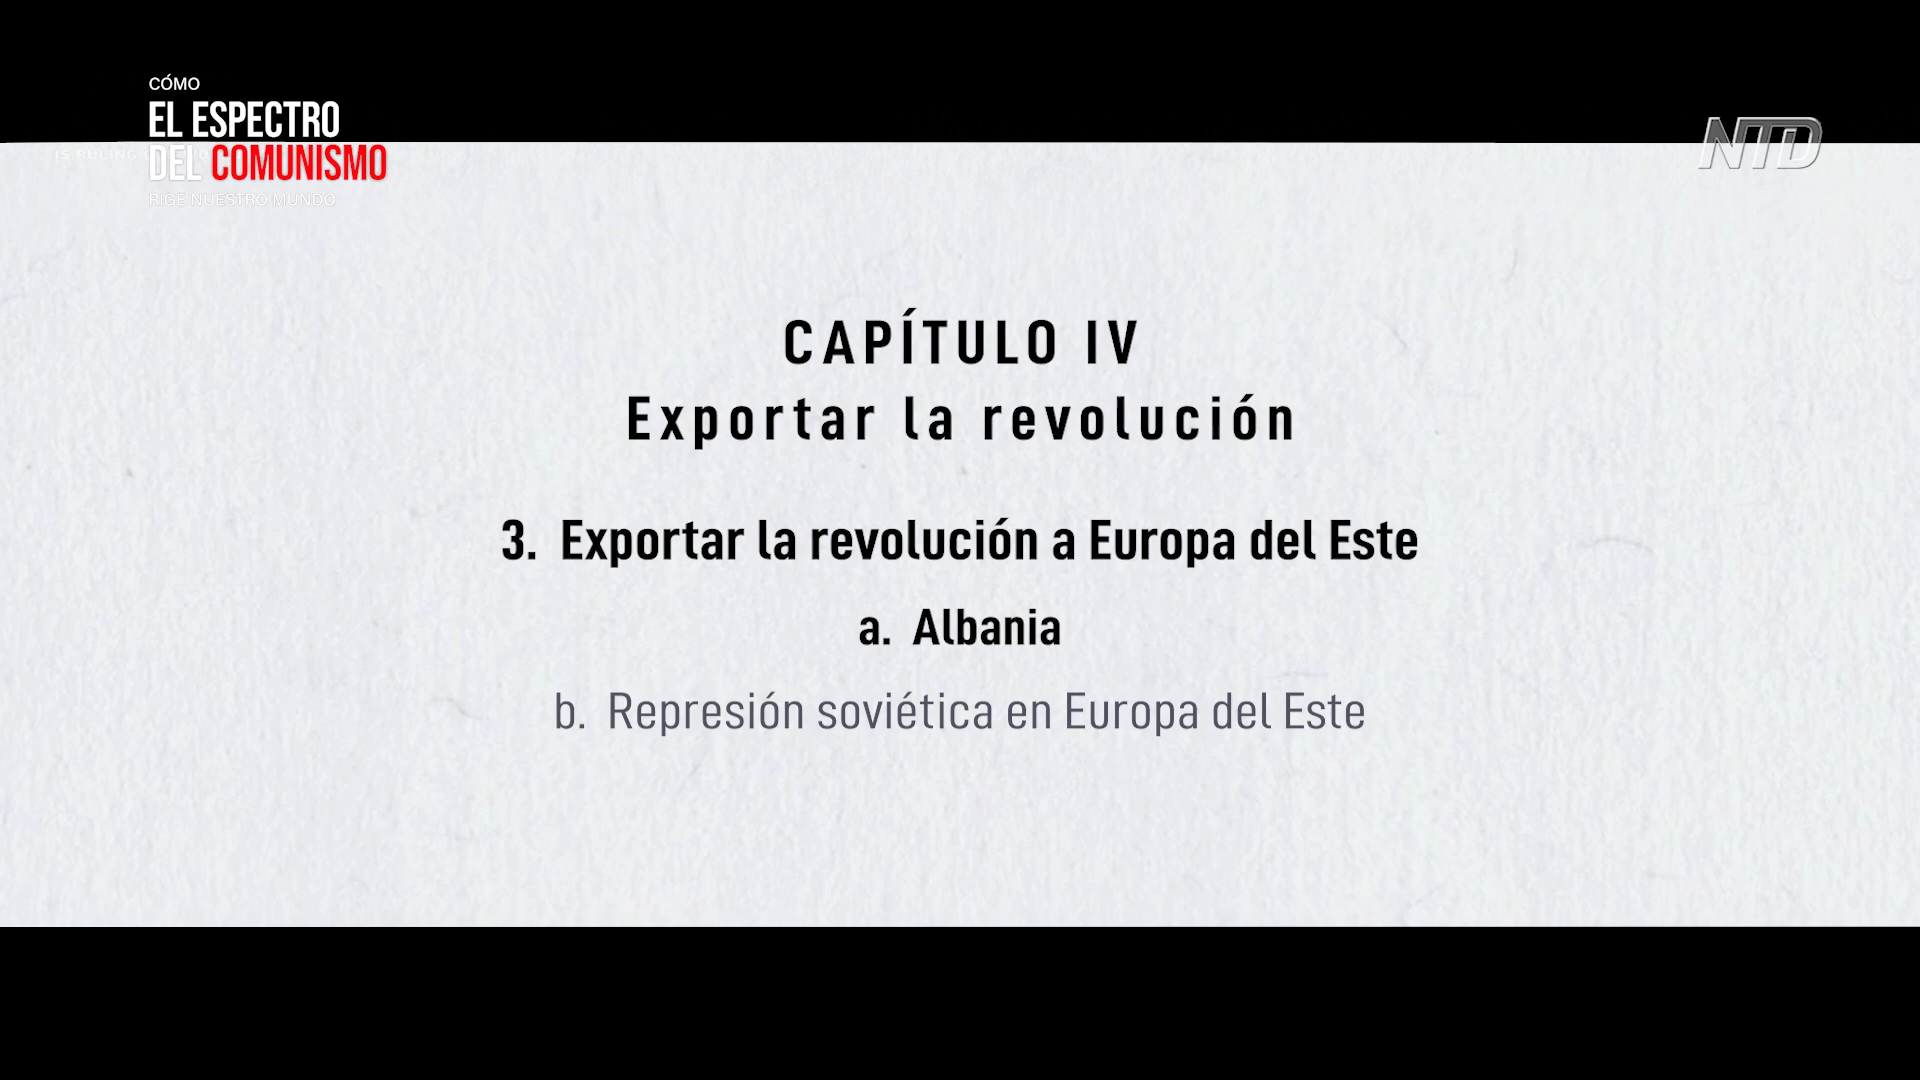 CÓMO
EL ESPECTRO
DEL COMUNISMO
RIGE NUESTRO MUNDO
NTD
CAPÍTULO IV
Exportar la revolución
3. Exportar la revolución a Europa del Este
a. Albania
b. Represión soviética en Europa del Este